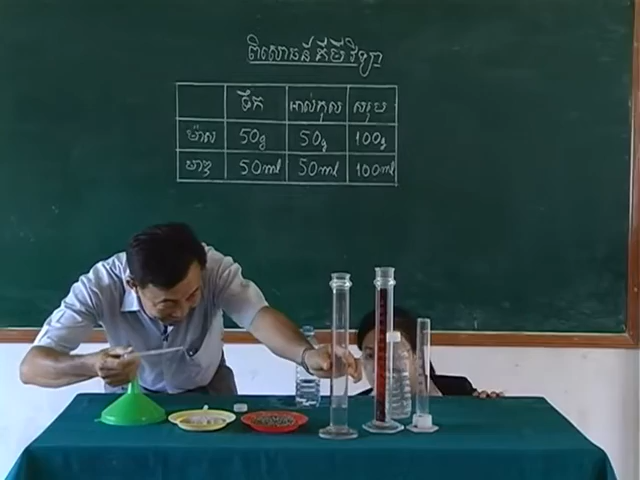 ពិសោធន៍គីមីវិទ្យា
ទឹក អាល់កុល សរុប
ម៉ាស 50g 50g 100g
មាឌ 50ml 50ml 100ml